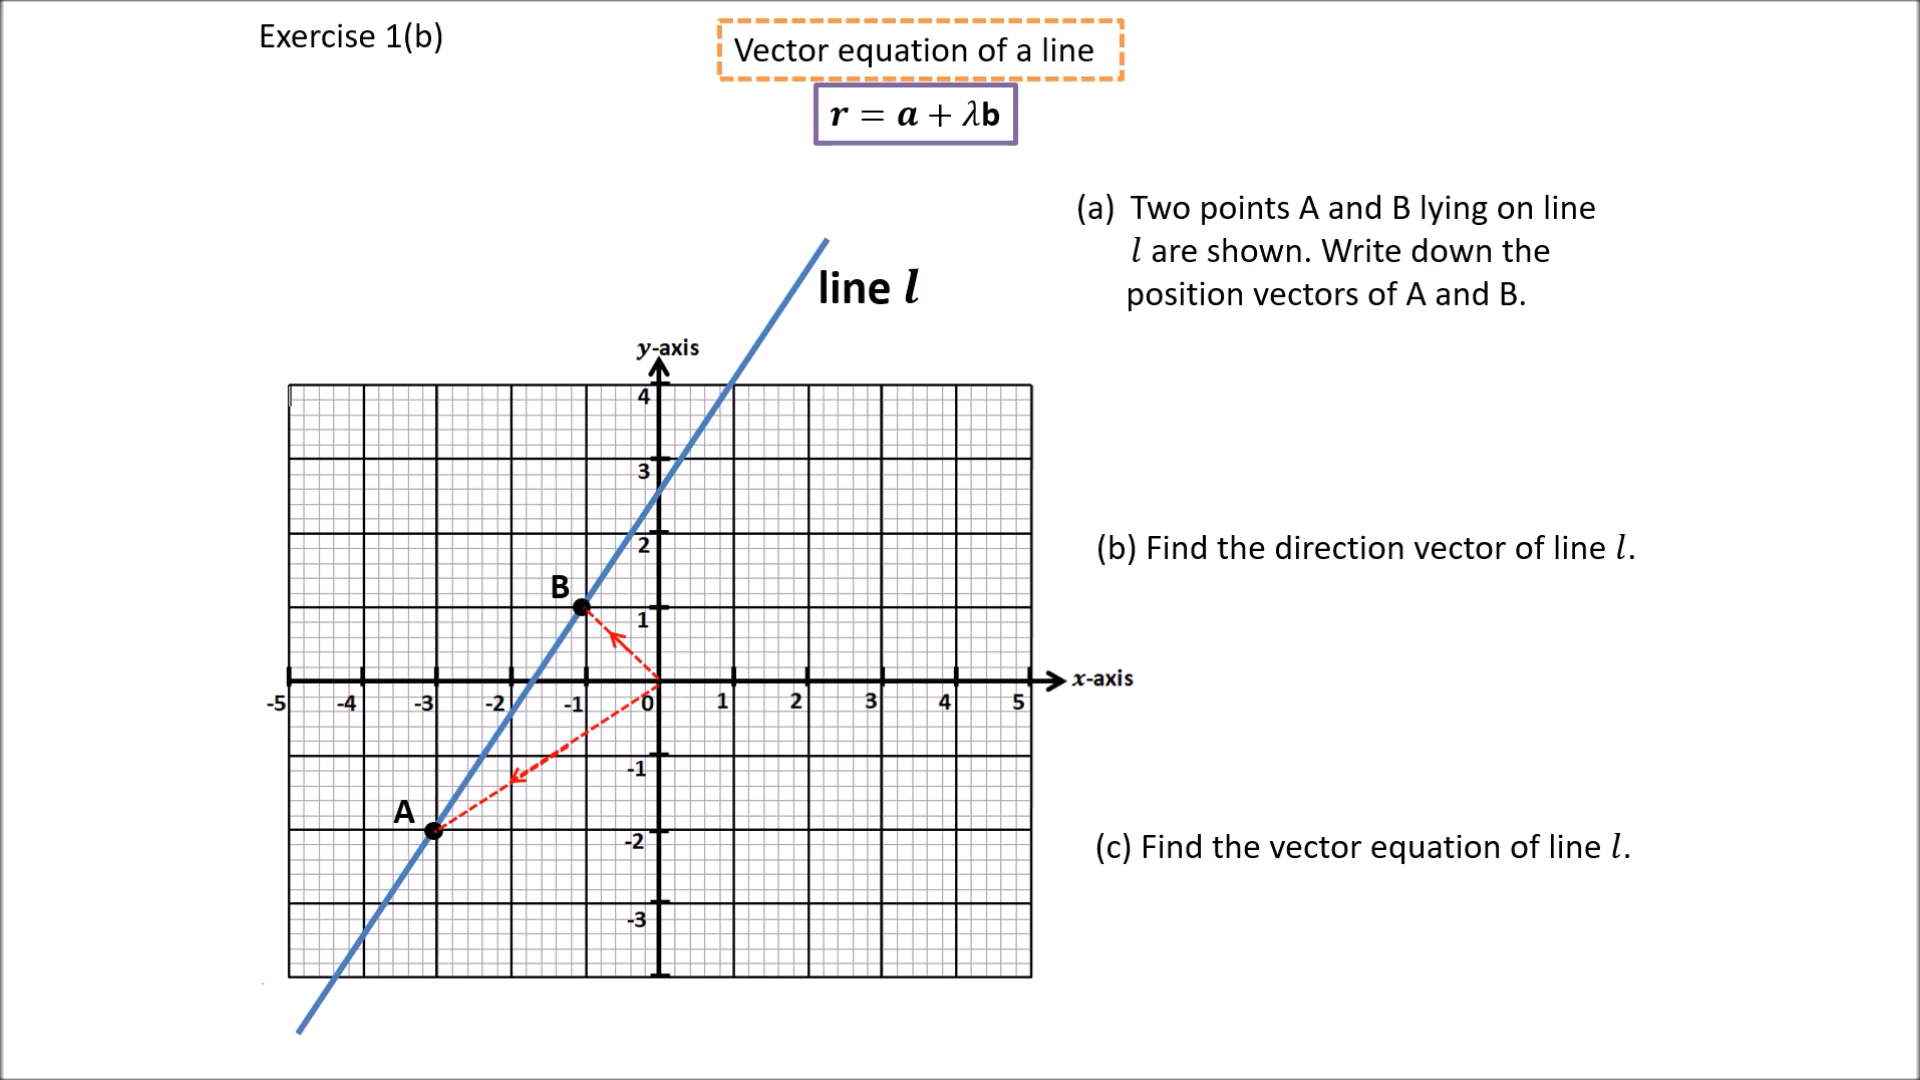 Exercise 1(b)
Vector equation of a line
r = a + λb
(a) Two points A and B lying on line
l are shown. Write down the
position vectors of A and B.
line l
y-axis
4
3
2
B
1
(b) Find the direction vector of line l.
x-axis
-5 -4 -3 -2 -1 0 1 2 3 4 5
-1
A
-2
(c) Find the vector equation of line l.
-3